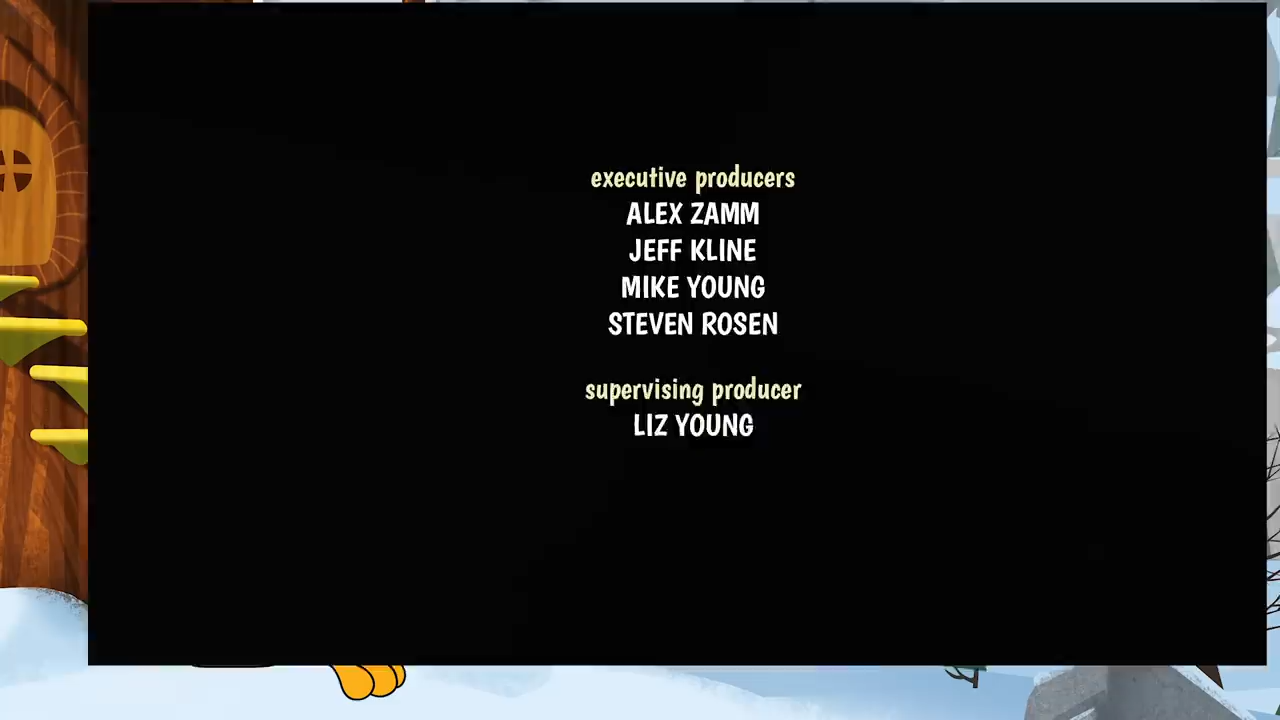 executive producers
ALEX ZAMM
JEFF KLINE
MIKE YOUNG
STEVEN ROSEN
supervising producer
LIZ YOUNG